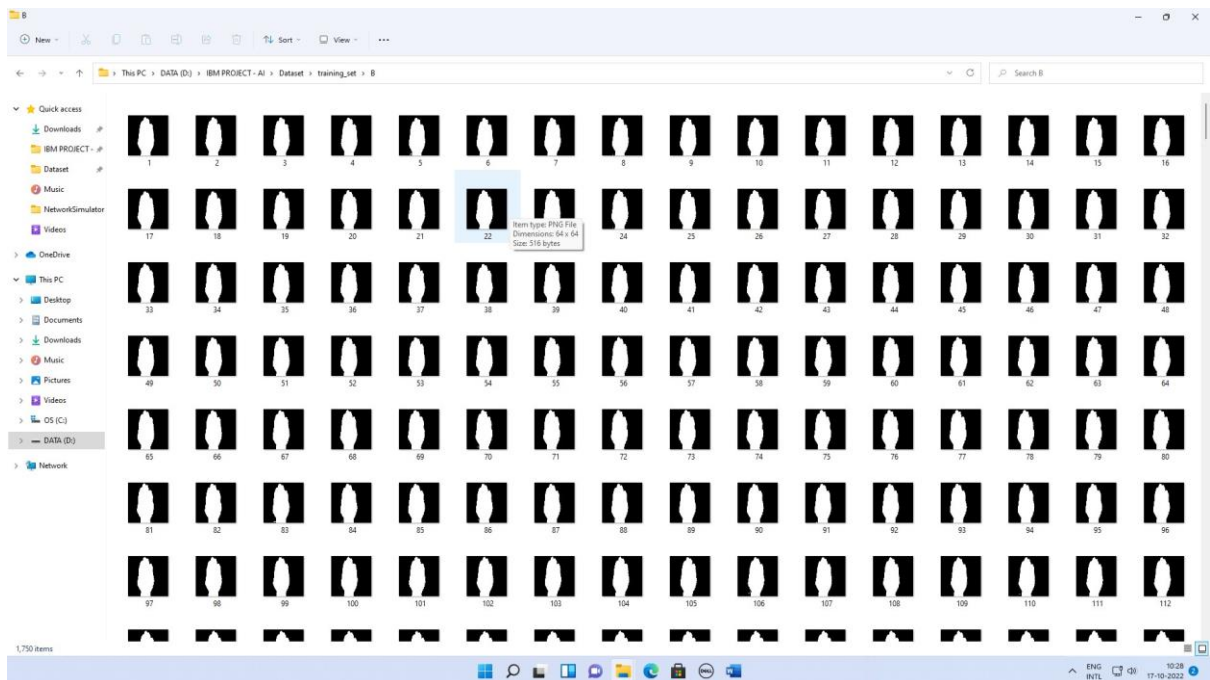 B
New
Sort
View
This PC > DATA (D:) > IBM PROJECT - AI > Dataset > training_set > B
Search B
Quick access
Downloads
IBM PROJECT -
Dataset
Music
NetworkSimulator
Videos
OneDrive
This PC
Desktop
Documents
Downloads
Music
Pictures
Videos
OS (C:)
DATA (D:)
Network
1 2 3 4 5 6 7 8 9 10 11 12 13 14 15 16
17 18 19 20 21 22 24 25 26 27 28 29 30 31 32
Item type: PNG File
Dimensions: 64 x 64
Size: 516 bytes
33 34 35 36 37 38 39 40 41 42 43 44 45 46 47 48
49 50 51 52 53 54 55 56 57 58 59 60 61 62 63 64
65 66 67 68 69 70 71 72 73 74 75 76 77 78 79 80
81 82 83 84 85 86 87 88 89 90 91 92 93 94 95 96
97 98 99 100 101 102 103 104 105 106 107 108 109 110 111 112
1,750 items
DELL
ENG
INTL
10:28
17-10-2022
2